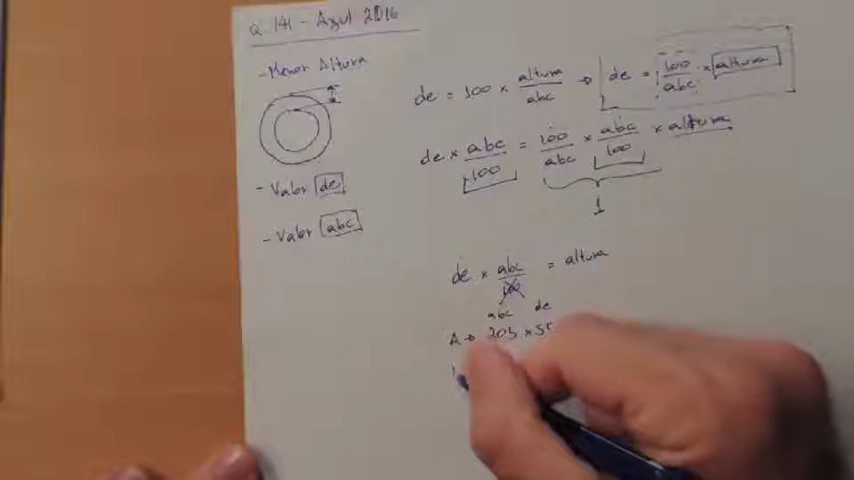 Q 141 - Azul 2016
- Menor Altura
- Valor de
- Valor abc
de = 100 × altura/abc → de = 100/abc × altura
de × abc/100 = 100/abc × abc/100 × altura
1
de × abc/100 = altura
abc de
A → 205 × 55